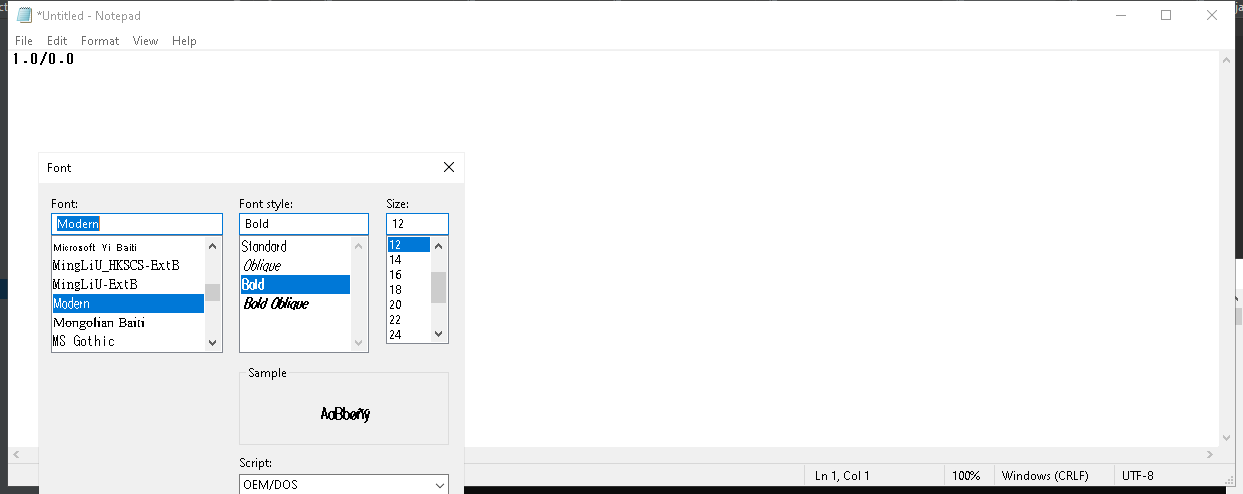 *Untitled - Notepad
File Edit Format View Help
1.0/0.0
Font
Font: Font style: Size:
Modern Bold 12
Microsoft Yi Baiti
MingLiU_HKSCS-ExtB
MingLiU-ExtB
Modern
Mongolian Baiti
MS Gothic
Standard
Oblique
Bold
Bold Oblique
12
14
16
18
20
22
24
Sample
AaBbØrŋ
Script:
OEM/DOS
Ln 1, Col 1 100% Windows (CRLF) UTF-8